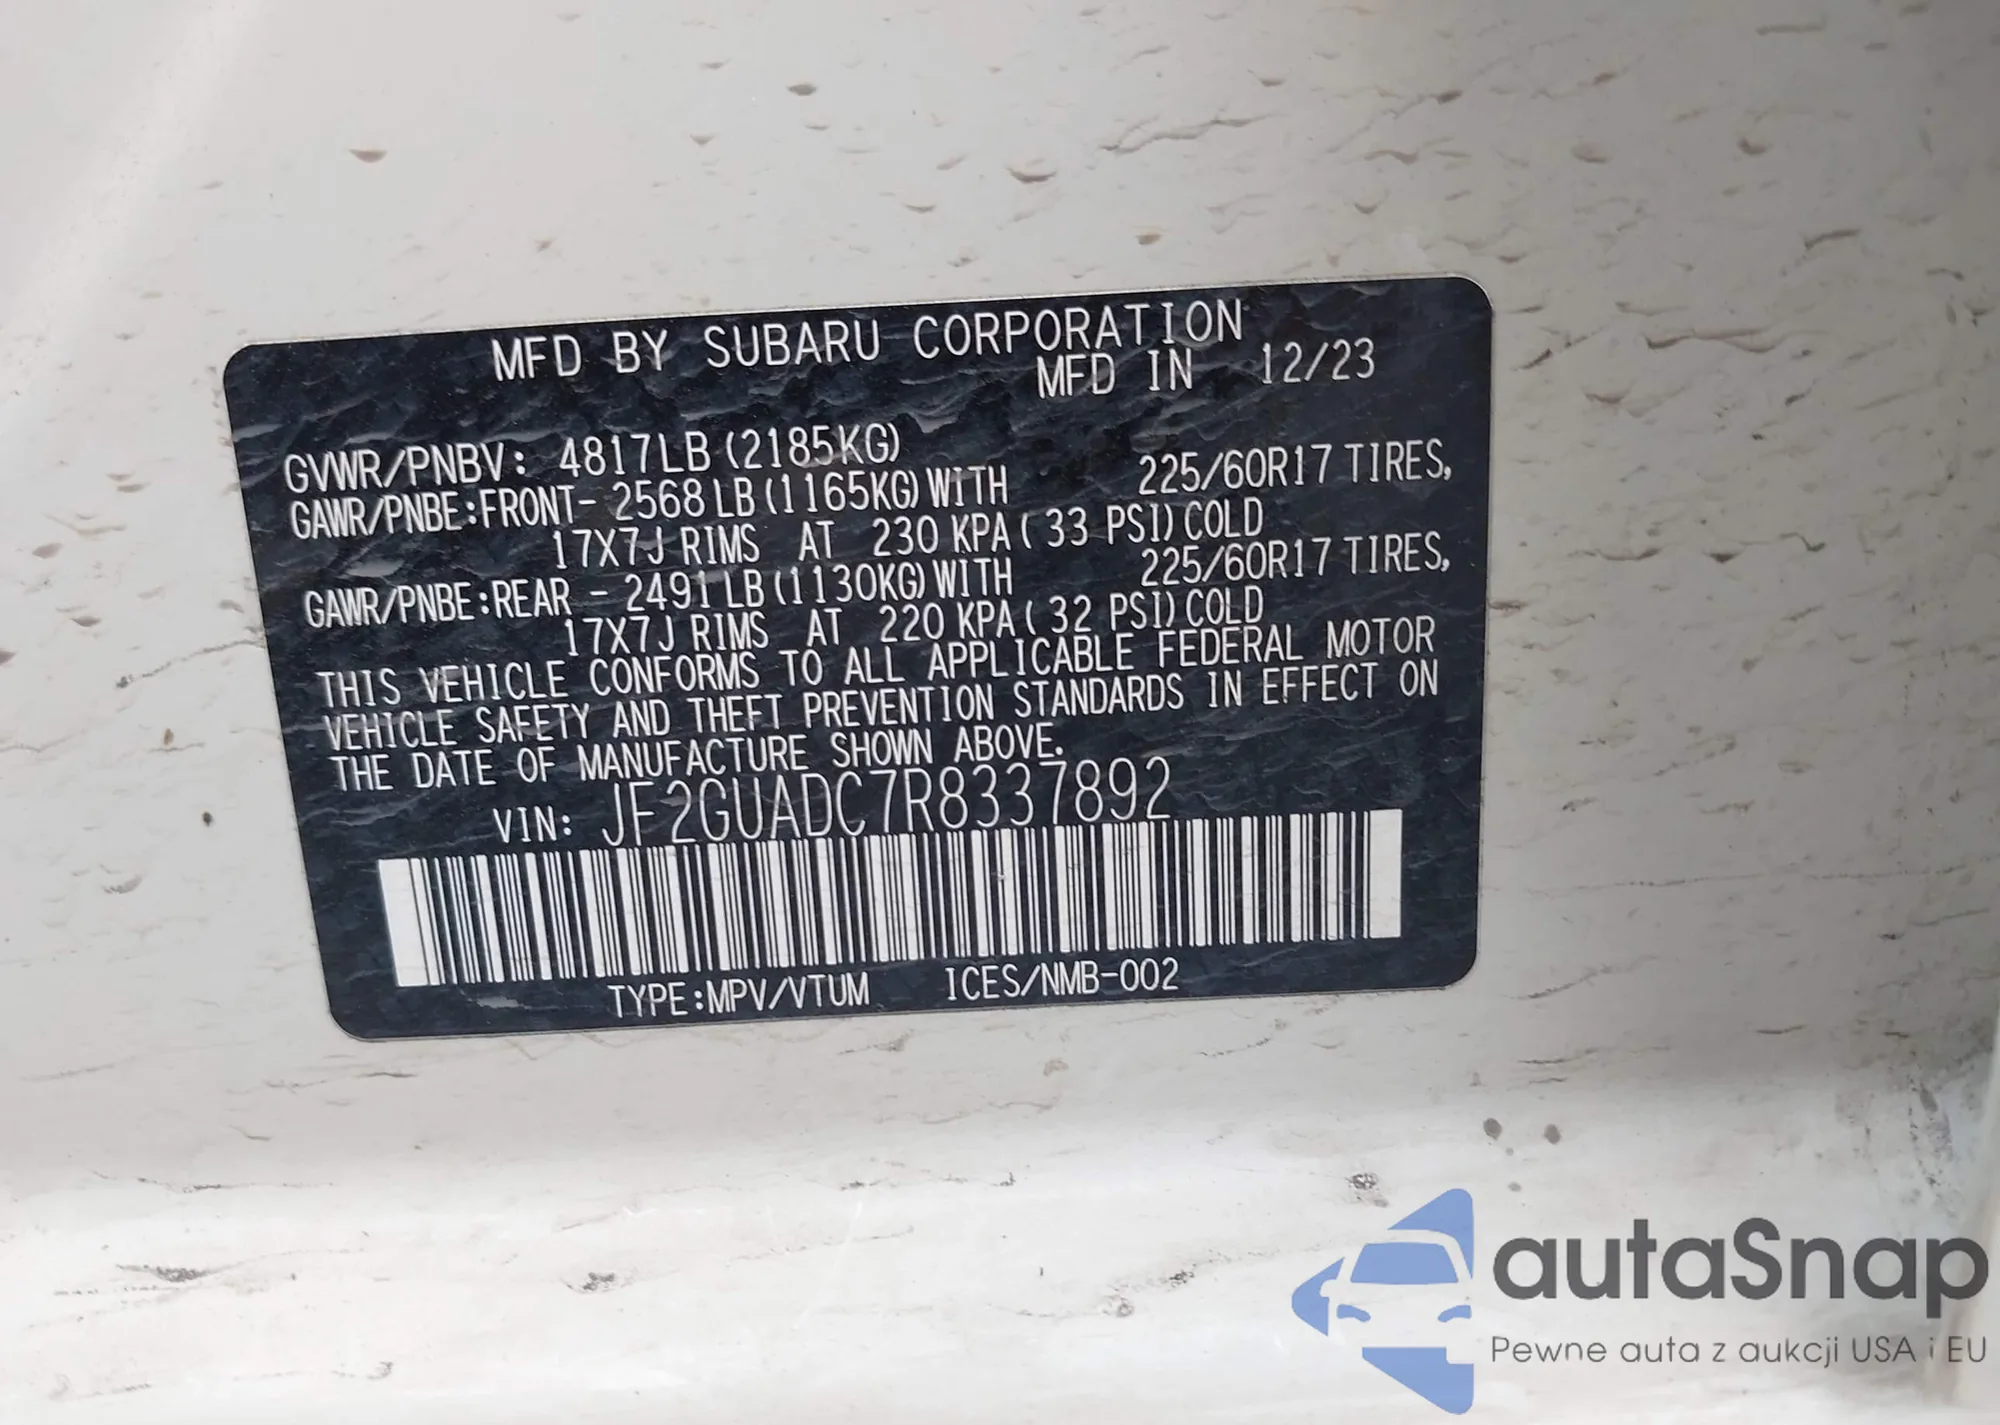 MFD BY SUBARU CORPORATION
MFD IN 12/23
GVWR/PNBV: 4817LB (2185KG)
GAWR/PNBE:FRONT- 2568 LB (1165KG) WITH 225/60R17 TIRES,
17X7J RIMS AT 230 KPA ( 33 PSI) COLD
GAWR/PNBE:REAR - 2491 LB (1130KG) WITH 225/60R17 TIRES,
17X7J RIMS AT 220 KPA ( 32 PSI) COLD
THIS VEHICLE CONFORMS TO ALL APPLICABLE FEDERAL MOTOR
VEHICLE SAFETY AND THEFT PREVENTION STANDARDS IN EFFECT ON
THE DATE OF MANUFACTURE SHOWN ABOVE.
VIN: JF2GUADC7R8337892
TYPE:MPV/VTUM ICES/NMB-002
autaSnap
Pewne auta z aukcji USA i EU